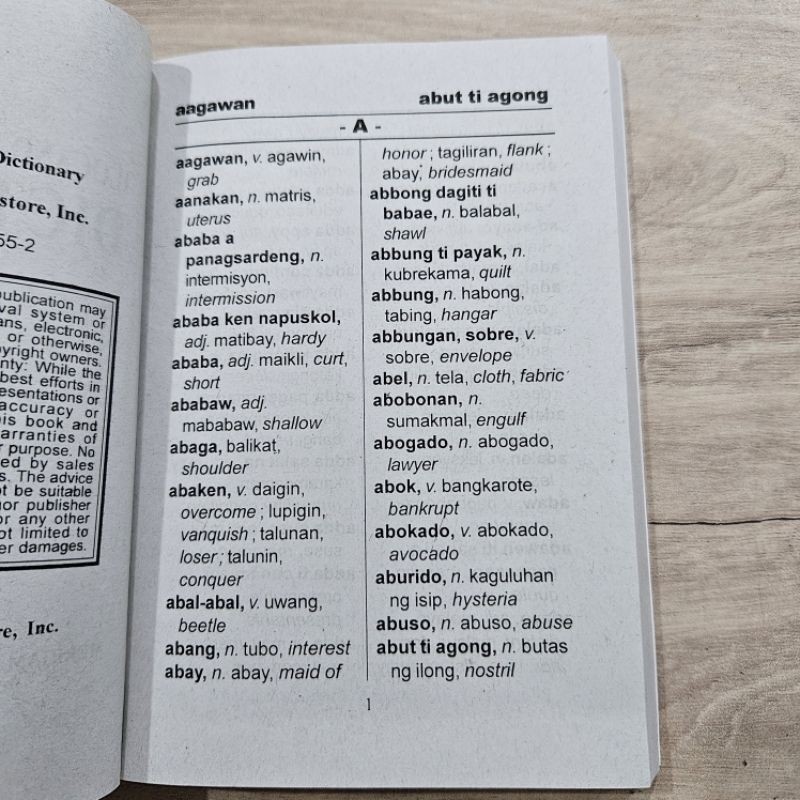 Dictionary
store, Inc.
55-2
publication may
val system or
ans, electronic,
or otherwise,
pyright owners.
nty: While the
best efforts in
presentations or
accuracy or
his book and
arranties of
r purpose. No
ed by sales
s. The advice
ot be suitable
or publisher
or any other
ot limited to
er damages.
re, Inc.
aagawan
abut ti agong
- A -
aagawan, v. agawin,
grab
aanakan, n. matris,
uterus
ababa a
panagsardeng, n.
intermisyon,
intermission
ababa ken napuskol,
adj. matibay, hardy
ababa, adj. maikli, curt,
short
ababaw, adj.
mababaw, shallow
abaga, balikat,
shoulder
abaken, v. daigin,
overcome ; lupigin,
vanquish ; talunan,
loser ; talunin,
conquer
abal-abal, v. uwang,
beetle
abang, n. tubo, interest
abay, n. abay, maid of
honor ; tagiliran, flank ;
abay, bridesmaid
abbong dagiti ti
babae, n. balabal,
shawl
abbung ti payak, n.
kubrekama, quilt
abbung, n. habong,
tabing, hangar
abbungan, sobre, v.
sobre, envelope
abel, n. tela, cloth, fabric
abobonan, n.
sumakmal, engulf
abogado, n. abogado,
lawyer
abok, v. bangkarote,
bankrupt
abokado, v. abokado,
avocado
aburido, n. kaguluhan
ng isip, hysteria
abuso, n. abuso, abuse
abut ti agong, n. butas
ng ilong, nostril
1